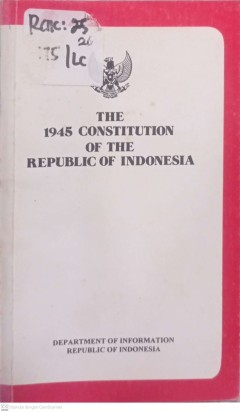 THE
1945 CONSTITUTION
OF THE
REPUBLIC OF INDONESIA
DEPARTMENT OF INFORMATION
REPUBLIC OF INDONESIA